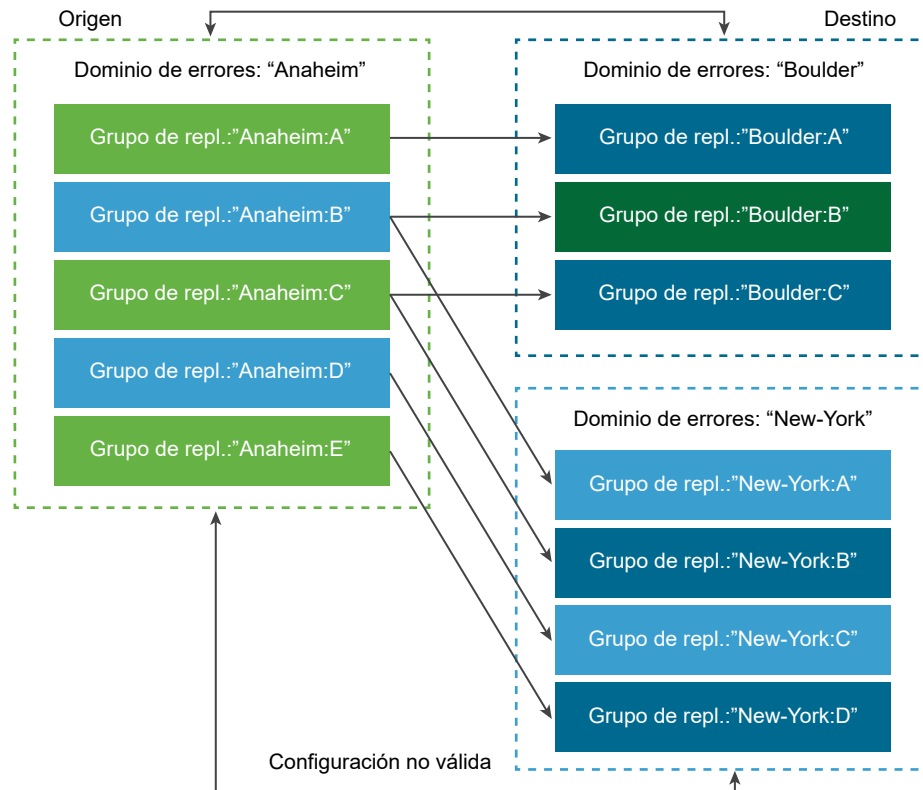 Origen
Destino
Dominio de errores: “Anaheim”
Grupo de repl.:”Anaheim:A”
Grupo de repl.:”Anaheim:B”
Grupo de repl.:”Anaheim:C”
Grupo de repl.:”Anaheim:D”
Grupo de repl.:”Anaheim:E”
Dominio de errores: “Boulder”
Grupo de repl.:”Boulder:A”
Grupo de repl.:”Boulder:B”
Grupo de repl.:”Boulder:C”
Dominio de errores: “New-York”
Grupo de repl.:”New-York:A”
Grupo de repl.:”New-York:B”
Grupo de repl.:”New-York:C”
Grupo de repl.:”New-York:D”
Configuración no válida